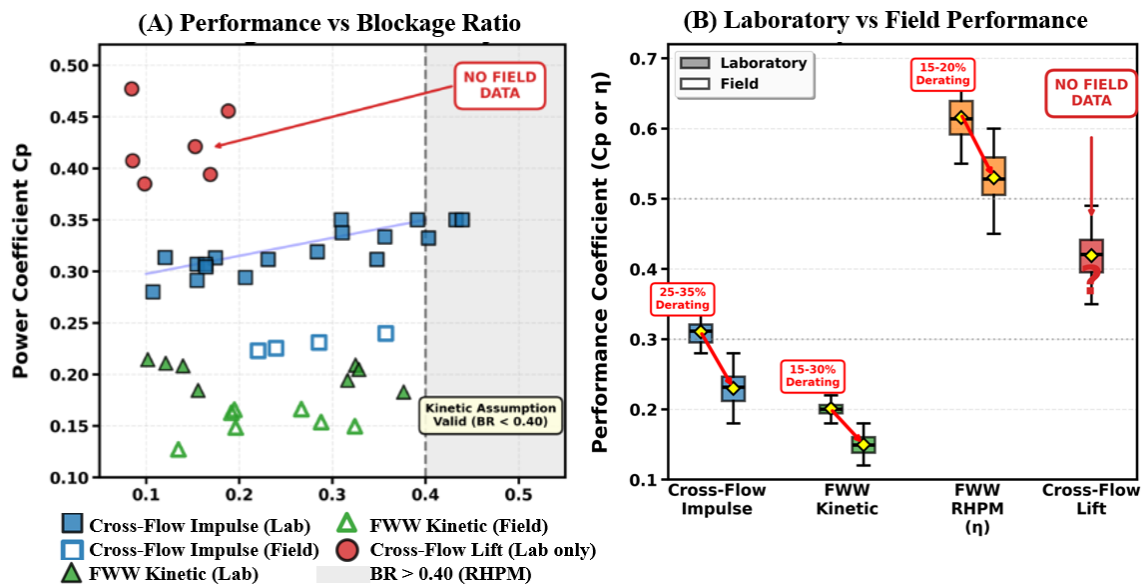 (A) Performance vs Blockage Ratio
Power Coefficient Cp
0.50
0.45
0.40
0.35
0.30
0.25
0.20
0.15
0.10
0.1 0.2 0.3 0.4 0.5
NO FIELD
DATA
Kinetic Assumption
Valid (BR < 0.40)
Cross-Flow Impulse (Lab)
Cross-Flow Impulse (Field)
FWW Kinetic (Lab)
FWW Kinetic (Field)
Cross-Flow Lift (Lab only)
BR > 0.40 (RHPM)
(B) Laboratory vs Field Performance
Performance Coefficient (Cp or η)
0.7
0.6
0.5
0.4
0.3
0.2
0.1
Laboratory
Field
25-35%
Derating
15-30%
Derating
15-20%
Derating
NO FIELD
DATA
?
Cross-Flow
Impulse
FWW
Kinetic
FWW
RHPM
(η)
Cross-Flow
Lift